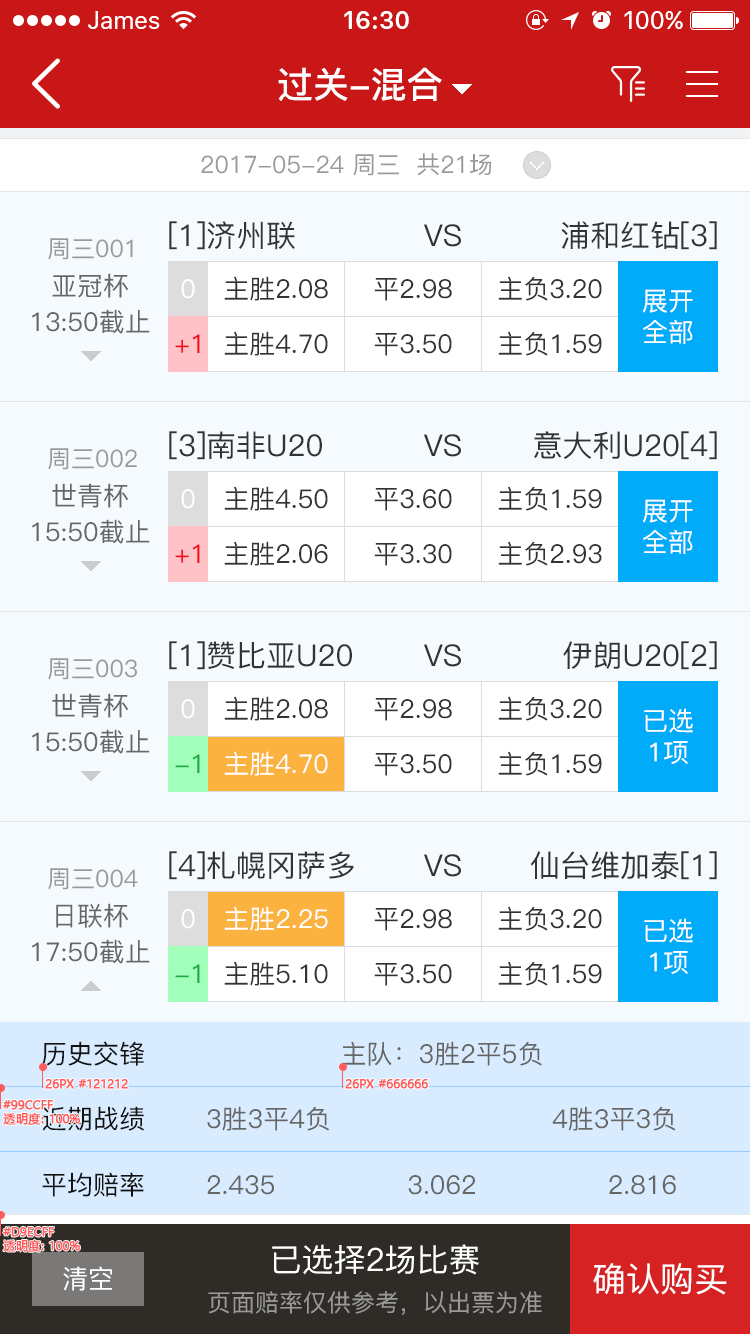 James 16:30 100%
过关-混合
2017-05-24 周三 共21场
周三001
亚冠杯
13:50截止
[1]济州联 VS 浦和红钻[3]
0 主胜2.08 平2.98 主负3.20
+1 主胜4.70 平3.50 主负1.59
展开
全部
周三002
世青杯
15:50截止
[3]南非U20 VS 意大利U20[4]
0 主胜4.50 平3.60 主负1.59
+1 主胜2.06 平3.30 主负2.93
展开
全部
周三003
世青杯
15:50截止
[1]赞比亚U20 VS 伊朗U20[2]
0 主胜2.08 平2.98 主负3.20
-1 主胜4.70 平3.50 主负1.59
已选
1项
周三004
日联杯
17:50截止
[4]札幌冈萨多 VS 仙台维加泰[1]
0 主胜2.25 平2.98 主负3.20
-1 主胜5.10 平3.50 主负1.59
已选
1项
历史交锋 主队：3胜2平5负
26PX #121212 26PX #666666
#99CCFF
透明度: 100%
近期战绩 3胜3平4负 4胜3平3负
平均赔率 2.435 3.062 2.816
#D9ECFF
透明度: 100%
清空
已选择2场比赛
页面赔率仅供参考，以出票为准
确认购买